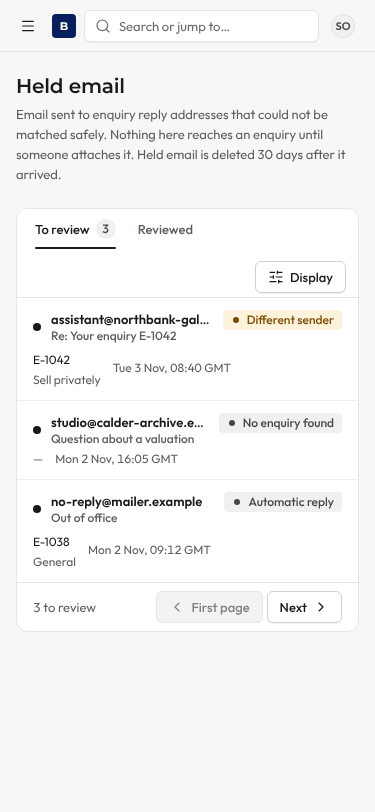 B
Search or jump to…
SO
Held email
Email sent to enquiry reply addresses that could not be
matched safely. Nothing here reaches an enquiry until
someone attaches it. Held email is deleted 30 days after it
arrived.
To review 3
Reviewed
Display
assistant@northbank-gal…
Different sender
Re: Your enquiry E-1042
E-1042
Sell privately
Tue 3 Nov, 08:40 GMT
studio@calder-archive.e…
No enquiry found
Question about a valuation
— Mon 2 Nov, 16:05 GMT
no-reply@mailer.example
Automatic reply
Out of office
E-1038
General
Mon 2 Nov, 09:12 GMT
3 to review
First page
Next